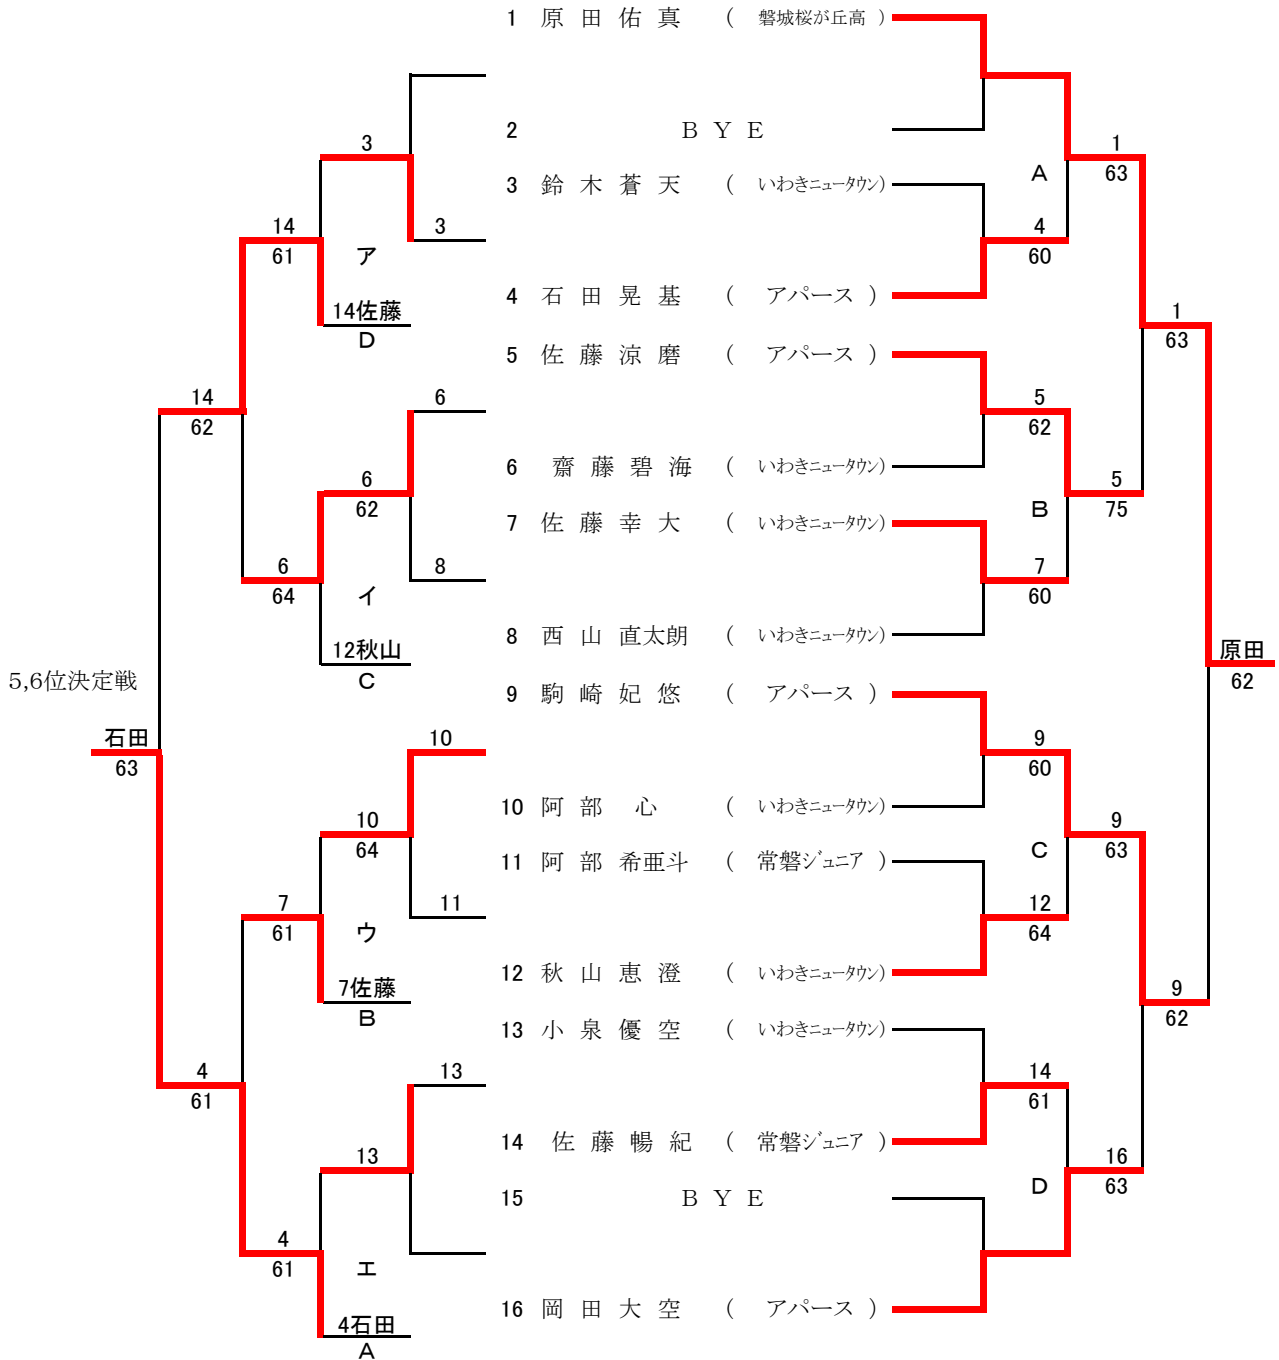 1 原 田 佑 真 ( 磐城桜が丘高 )
2 B Y E
3 1
3 鈴 木 蒼 天 ( いわきニュータウン) A 63
14 3 4
61 ア 60
4 石 田 晃 基 ( アパース )
14佐藤 1
D 63
5 佐 藤 涼 磨 ( アパース )
14 6 5
62 62
6 齋 藤 碧 海 ( いわきニュータウン)
6 5
62 B 75
7 佐 藤 幸 大 ( いわきニュータウン)
6 8 7
64 イ 60
8 西 山 直太朗 ( いわきニュータウン)
12秋山 原田
C 62
5,6位決定戦
9 駒 崎 妃 悠 ( アパース )
石田 10 9
63 60
10 阿 部 心 ( いわきニュータウン)
10 9
64 C 63
11 阿 部 希亜斗 ( 常磐ジュニア )
7 11 12
61 ウ 64
12 秋 山 恵 澄 ( いわきニュータウン)
7佐藤 9
B 62
13 小 泉 優 空 ( いわきニュータウン)
4 13 14
61 61
14 佐 藤 暢 紀 ( 常磐ジュニア )
13 16
D 63
15 B Y E
4
61 エ
16 岡 田 大 空 ( アパース )
4石田
A